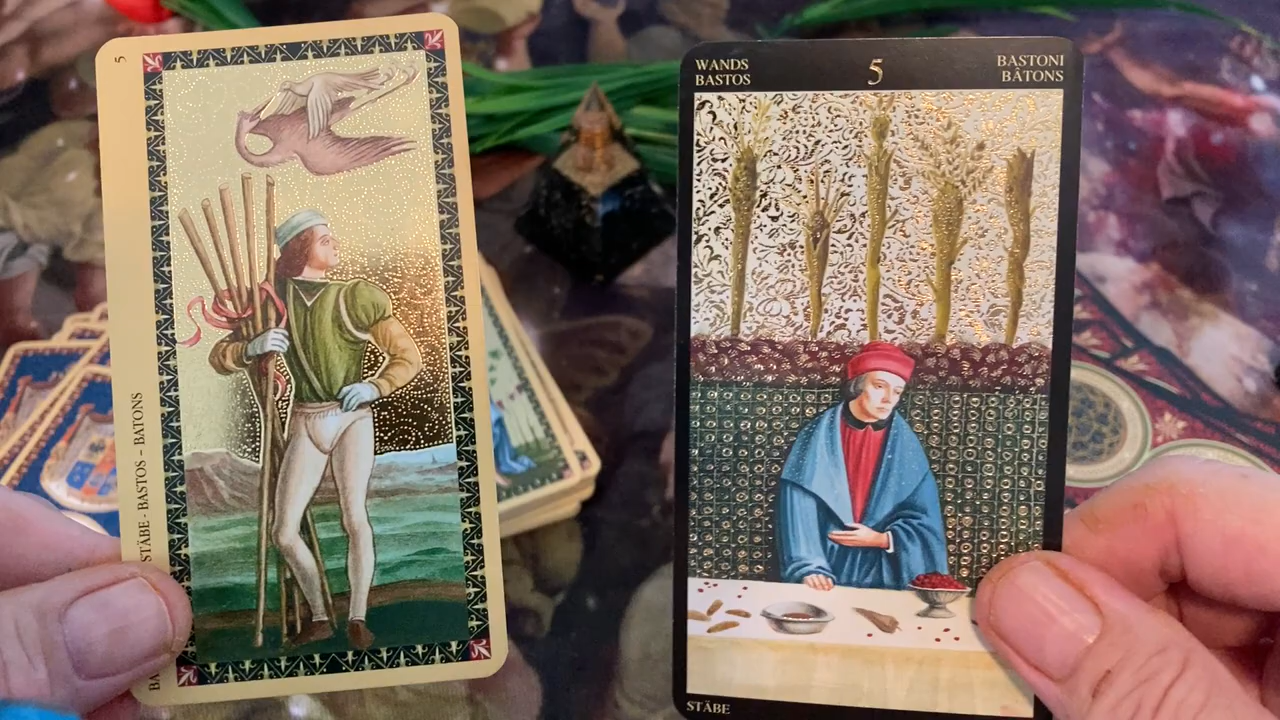 5
STÄBE - BASTOS - BATONS
WANDS
BASTOS
5
BASTONI
BÂTONS
STÄBE